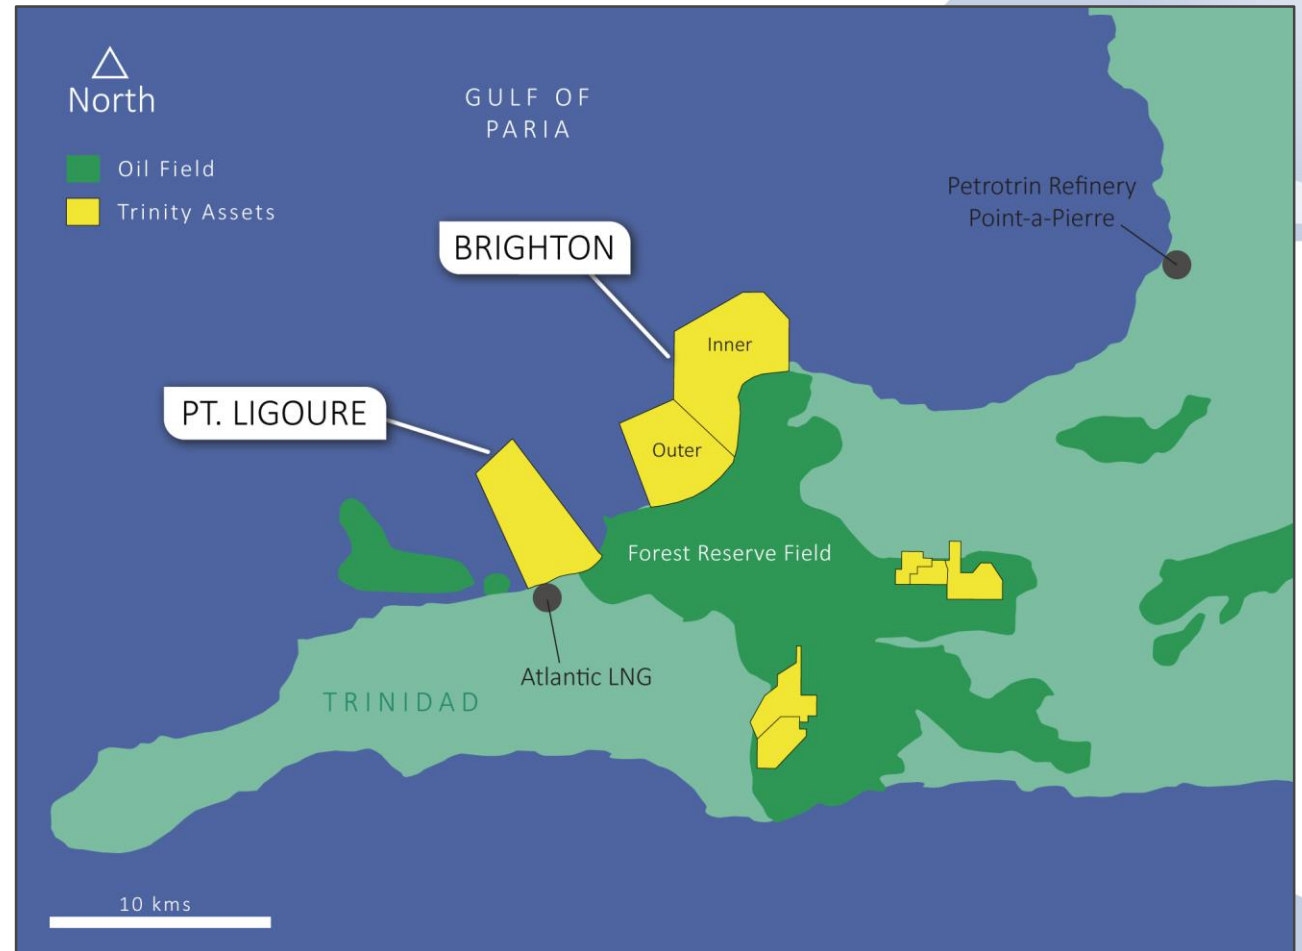 North
GULF OF
PARIA
Oil Field
Trinity Assets
Petrotrin Refinery
Point-a-Pierre
BRIGHTON
Inner
PT. LIGOURE
Outer
Forest Reserve Field
Atlantic LNG
TRINIDAD
10 kms